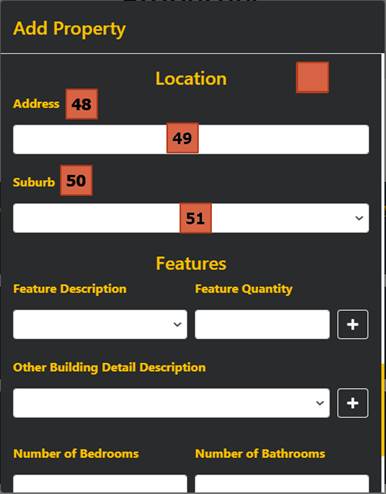 Add Property
Location
Address 48
49
Suburb 50
51
Features
Feature Description Feature Quantity
+
Other Building Detail Description
+
Number of Bedrooms Number of Bathrooms